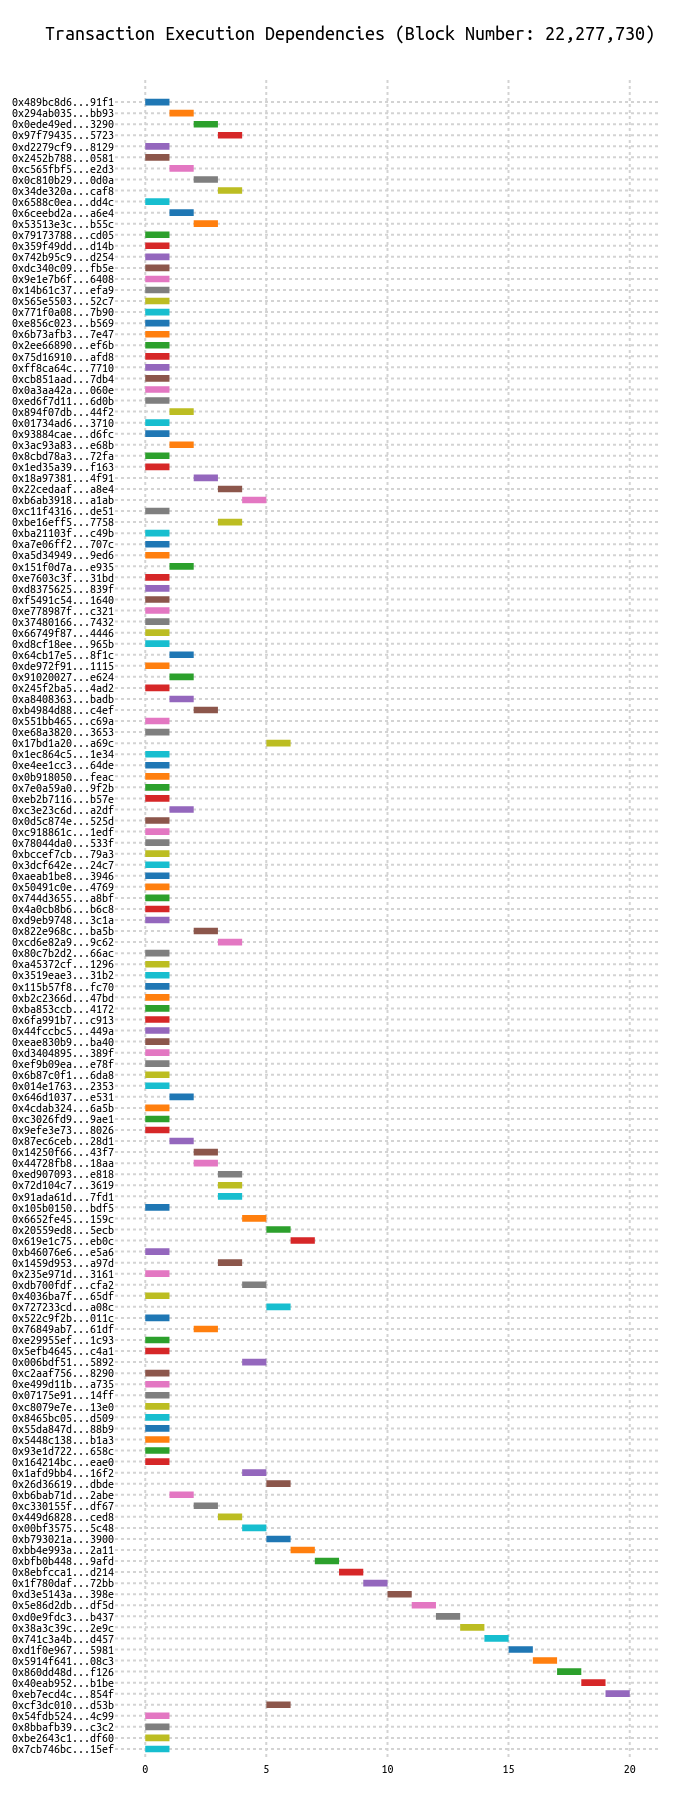 Transaction Execution Dependencies (Block Number: 22,277,730)
0x489bc8d6...91f1
0x294ab035...bb93
0x0ede49ed...3290
0x97f79435...5723
0xd2279cf9...8129
0x2452b788...0581
0xc565fbf5...e2d3
0x0c810b29...0d0a
0x34de320a...caf8
0x6588c0ea...dd4c
0x6ceebd2a...a6e4
0x53513e3c...b55c
0x79173788...cd05
0x359f49dd...d14b
0x742b95c9...d254
0xdc340c09...fb5e
0x9e1e7b6f...6408
0x14b61c37...efa9
0x565e5503...52c7
0x771f0a08...7b90
0xe856c023...b569
0x6b73afb3...7e47
0x2ee66890...ef6b
0x75d16910...afd8
0xff8ca64c...7710
0xcb851aad...7db4
0x0a3aa42a...060e
0xed6f7d11...6d0b
0x894f07db...44f2
0x01734ad6...3710
0x93884cae...d6fc
0x3ac93a83...e68b
0x8cbd78a3...72fa
0x1ed35a39...f163
0x18a97381...4f91
0x22cedaaf...a8e4
0xb6ab3918...a1ab
0xc11f4316...de51
0xbe16eff5...7758
0xba21103f...c49b
0xa7e06ff2...707c
0xa5d34949...9ed6
0x151f0d7a...e935
0xe7603c3f...31bd
0xd8375625...839f
0xf5491c54...1640
0xe778987f...c321
0x37480166...7432
0x66749f87...4446
0xd8cf18ee...965b
0x64cb17e5...8f1c
0xde972f91...1115
0x91020027...e624
0x245f2ba5...4ad2
0xa8408363...badb
0xb4984d88...c4ef
0x551bb465...c69a
0xe68a3820...3653
0x17bd1a20...a69c
0x1ec864c5...1e34
0xe4ee1cc3...64de
0x0b918050...feac
0x7e0a59a0...9f2b
0xeb2b7116...b57e
0xc3e23c6d...a2df
0x0d5c874e...525d
0xc918861c...1edf
0x78044da0...533f
0xbccef7cb...79a3
0x3dcf642e...24c7
0xaeab1be8...3946
0x50491c0e...4769
0x744d3655...a8bf
0x4a0cb8b6...b6c8
0xd9eb9748...3c1a
0x822e968c...ba5b
0xcd6e82a9...9c62
0x80c7b2d2...66ac
0xa45372cf...1296
0x3519eae3...31b2
0x115b57f8...fc70
0xb2c2366d...47bd
0xba853ccb...4172
0x6fa991b7...c913
0x44fccbc5...449a
0xeae830b9...ba40
0xd3404895...389f
0xef9b09ea...e78f
0x6b87c0f1...6da8
0x014e1763...2353
0x646d1037...e531
0x4cdab324...6a5b
0xc3026fd9...9ae1
0x9efe3e73...8026
0x87ec6ceb...28d1
0x14250f66...43f7
0x44728fb8...18aa
0xed907093...e818
0x72d104c7...3619
0x91ada61d...7fd1
0x105b0150...bdf5
0x6652fe45...159c
0x20559ed8...5ecb
0x619e1c75...eb0c
0xb46076e6...e5a6
0x1459d953...a97d
0x235e971d...3161
0xdb700fdf...cfa2
0x4036ba7f...65df
0x727233cd...a08c
0x522c9f2b...011c
0x76849ab7...61df
0xe29955ef...1c93
0x5efb4645...c4a1
0x006bdf51...5892
0xc2aaf756...8290
0xe499d11b...a735
0x07175e91...14ff
0xc8079e7e...13e0
0x8465bc05...d509
0x55da847d...88b9
0x5448c138...b1a3
0x93e1d722...658c
0x164214bc...eae0
0x1afd9bb4...16f2
0x26d36619...dbde
0xb6bab71d...2abe
0xc330155f...df67
0x449d6828...ced8
0x00bf3575...5c48
0xb793021a...3900
0xbb4e993a...2a11
0xbfb0b448...9afd
0x8ebfcca1...d214
0x1f780daf...72bb
0xd3e5143a...398e
0x5e86d2db...df5d
0xd0e9fdc3...b437
0x38a3c39c...2e9c
0x741c3a4b...d457
0xd1f0e967...5981
0x5914f641...08c3
0x860dd48d...f126
0x40eab952...b1be
0xeb7ecd4c...854f
0xcf3dc010...d53b
0x54fdb524...4c99
0x8bbafb39...c3c2
0xbe2643c1...df60
0x7cb746bc...15ef
0 5 10 15 20